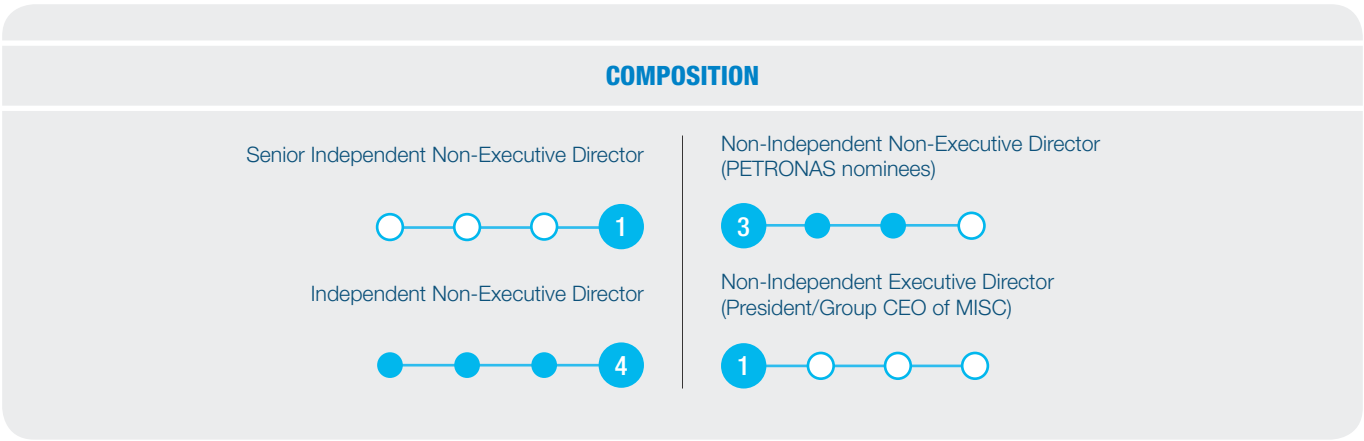 COMPOSITION
Senior Independent Non-Executive Director
1
Independent Non-Executive Director
4
Non-Independent Non-Executive Director
(PETRONAS nominees)
3
Non-Independent Executive Director
(President/Group CEO of MISC)
1